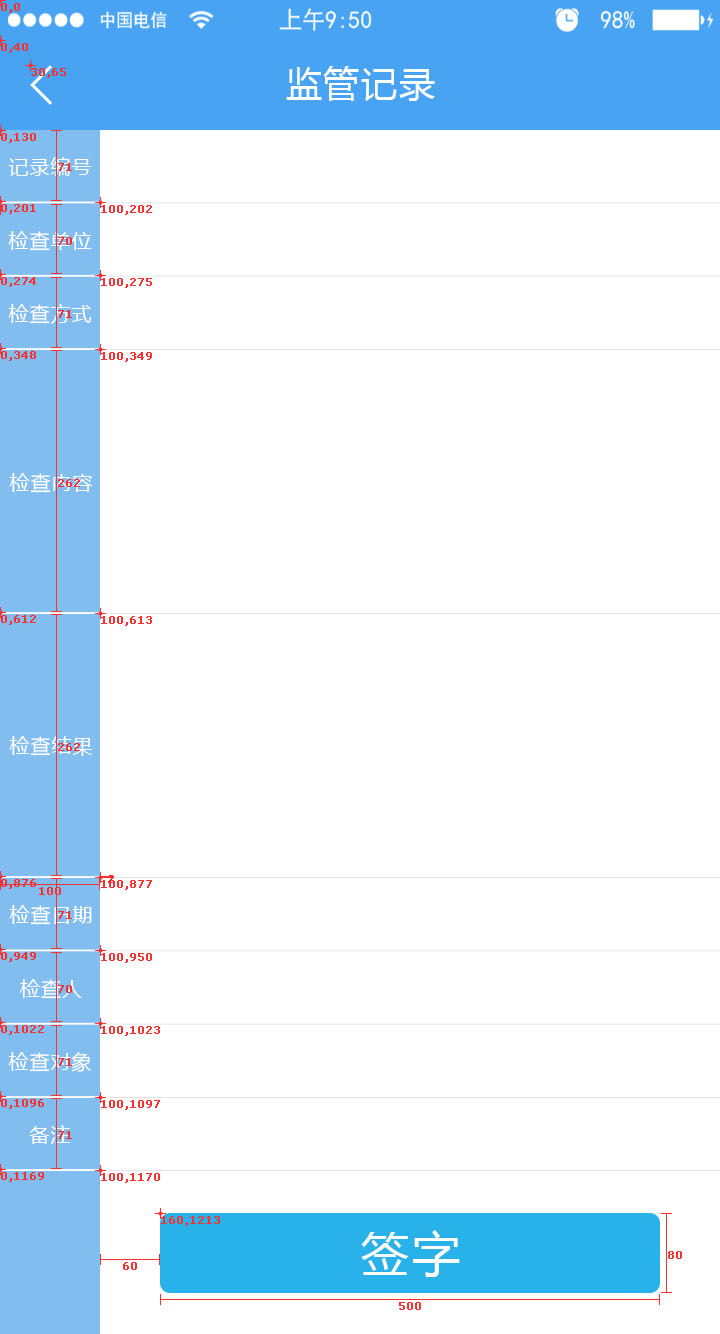 0,0
中国电信 上午9:50 98%
0,40
30,65
监管记录
0,130
记录编号 71
0,201 100,202
检查单位 70
0,274 100,275
检查方式 71
0,348 100,349
检查内容 262
0,612 100,613
检查结果 262
0,876 2 100,877
100
检查日期 71
0,949 100,950
检查人 70
0,1022 100,1023
检查对象 71
0,1096 100,1097
备注 71
0,1169 100,1170
160,1213
签字 80
60
500